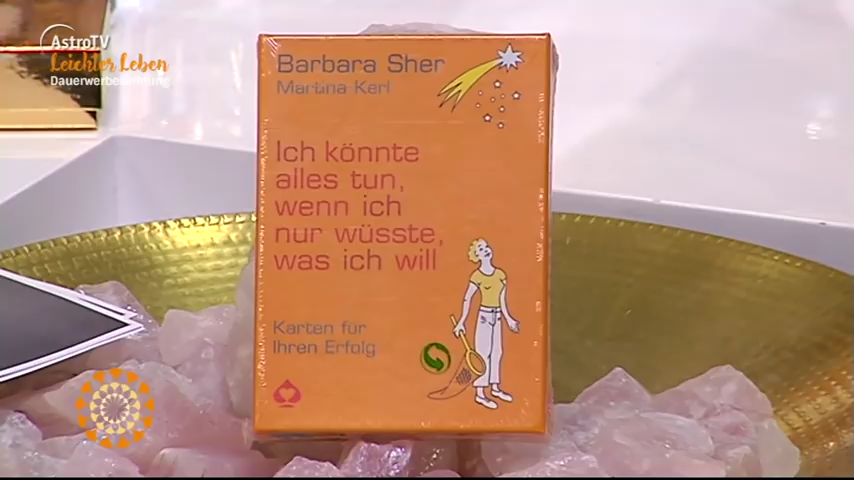 AstroTV
Leichter Leben
Dauerwerbesendung
Barbara Sher
Martina Kerl
Ich könnte
alles tun,
wenn ich
nur wüsste,
was ich will
Karten für
Ihren Erfolg